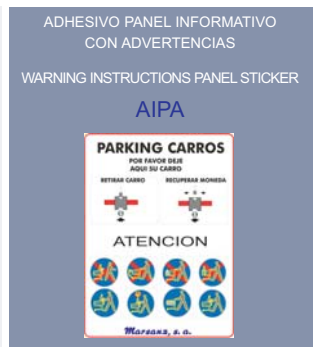 ADHESIVO PANEL INFORMATIVO
CON ADVERTENCIAS
WARNING INSTRUCTIONS PANEL STICKER
AIPA
PARKING CARROS
POR FAVOR DEJE
AQUI SU CARRO
RETIRAR CARRO RECUPERAR MONEDA
ATENCION
Marsanz, s.a.